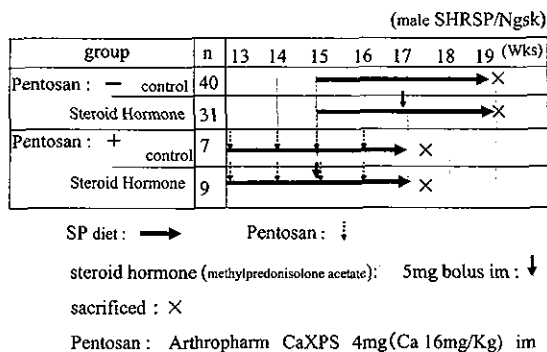 (male SHRSP/Ngsk)
group n 13 14 15 16 17 18 19 (Wks)
Pentosan : − control 40
Steroid Hormone 31
Pentosan : + control 7
Steroid Hormone 9
SP diet : Pentosan :
steroid hormone (methylpredonisolone acetate): 5mg bolus im :
sacrificed : ×
Pentosan : Arthropharm CaXPS 4mg(Ca 16mg/Kg) im